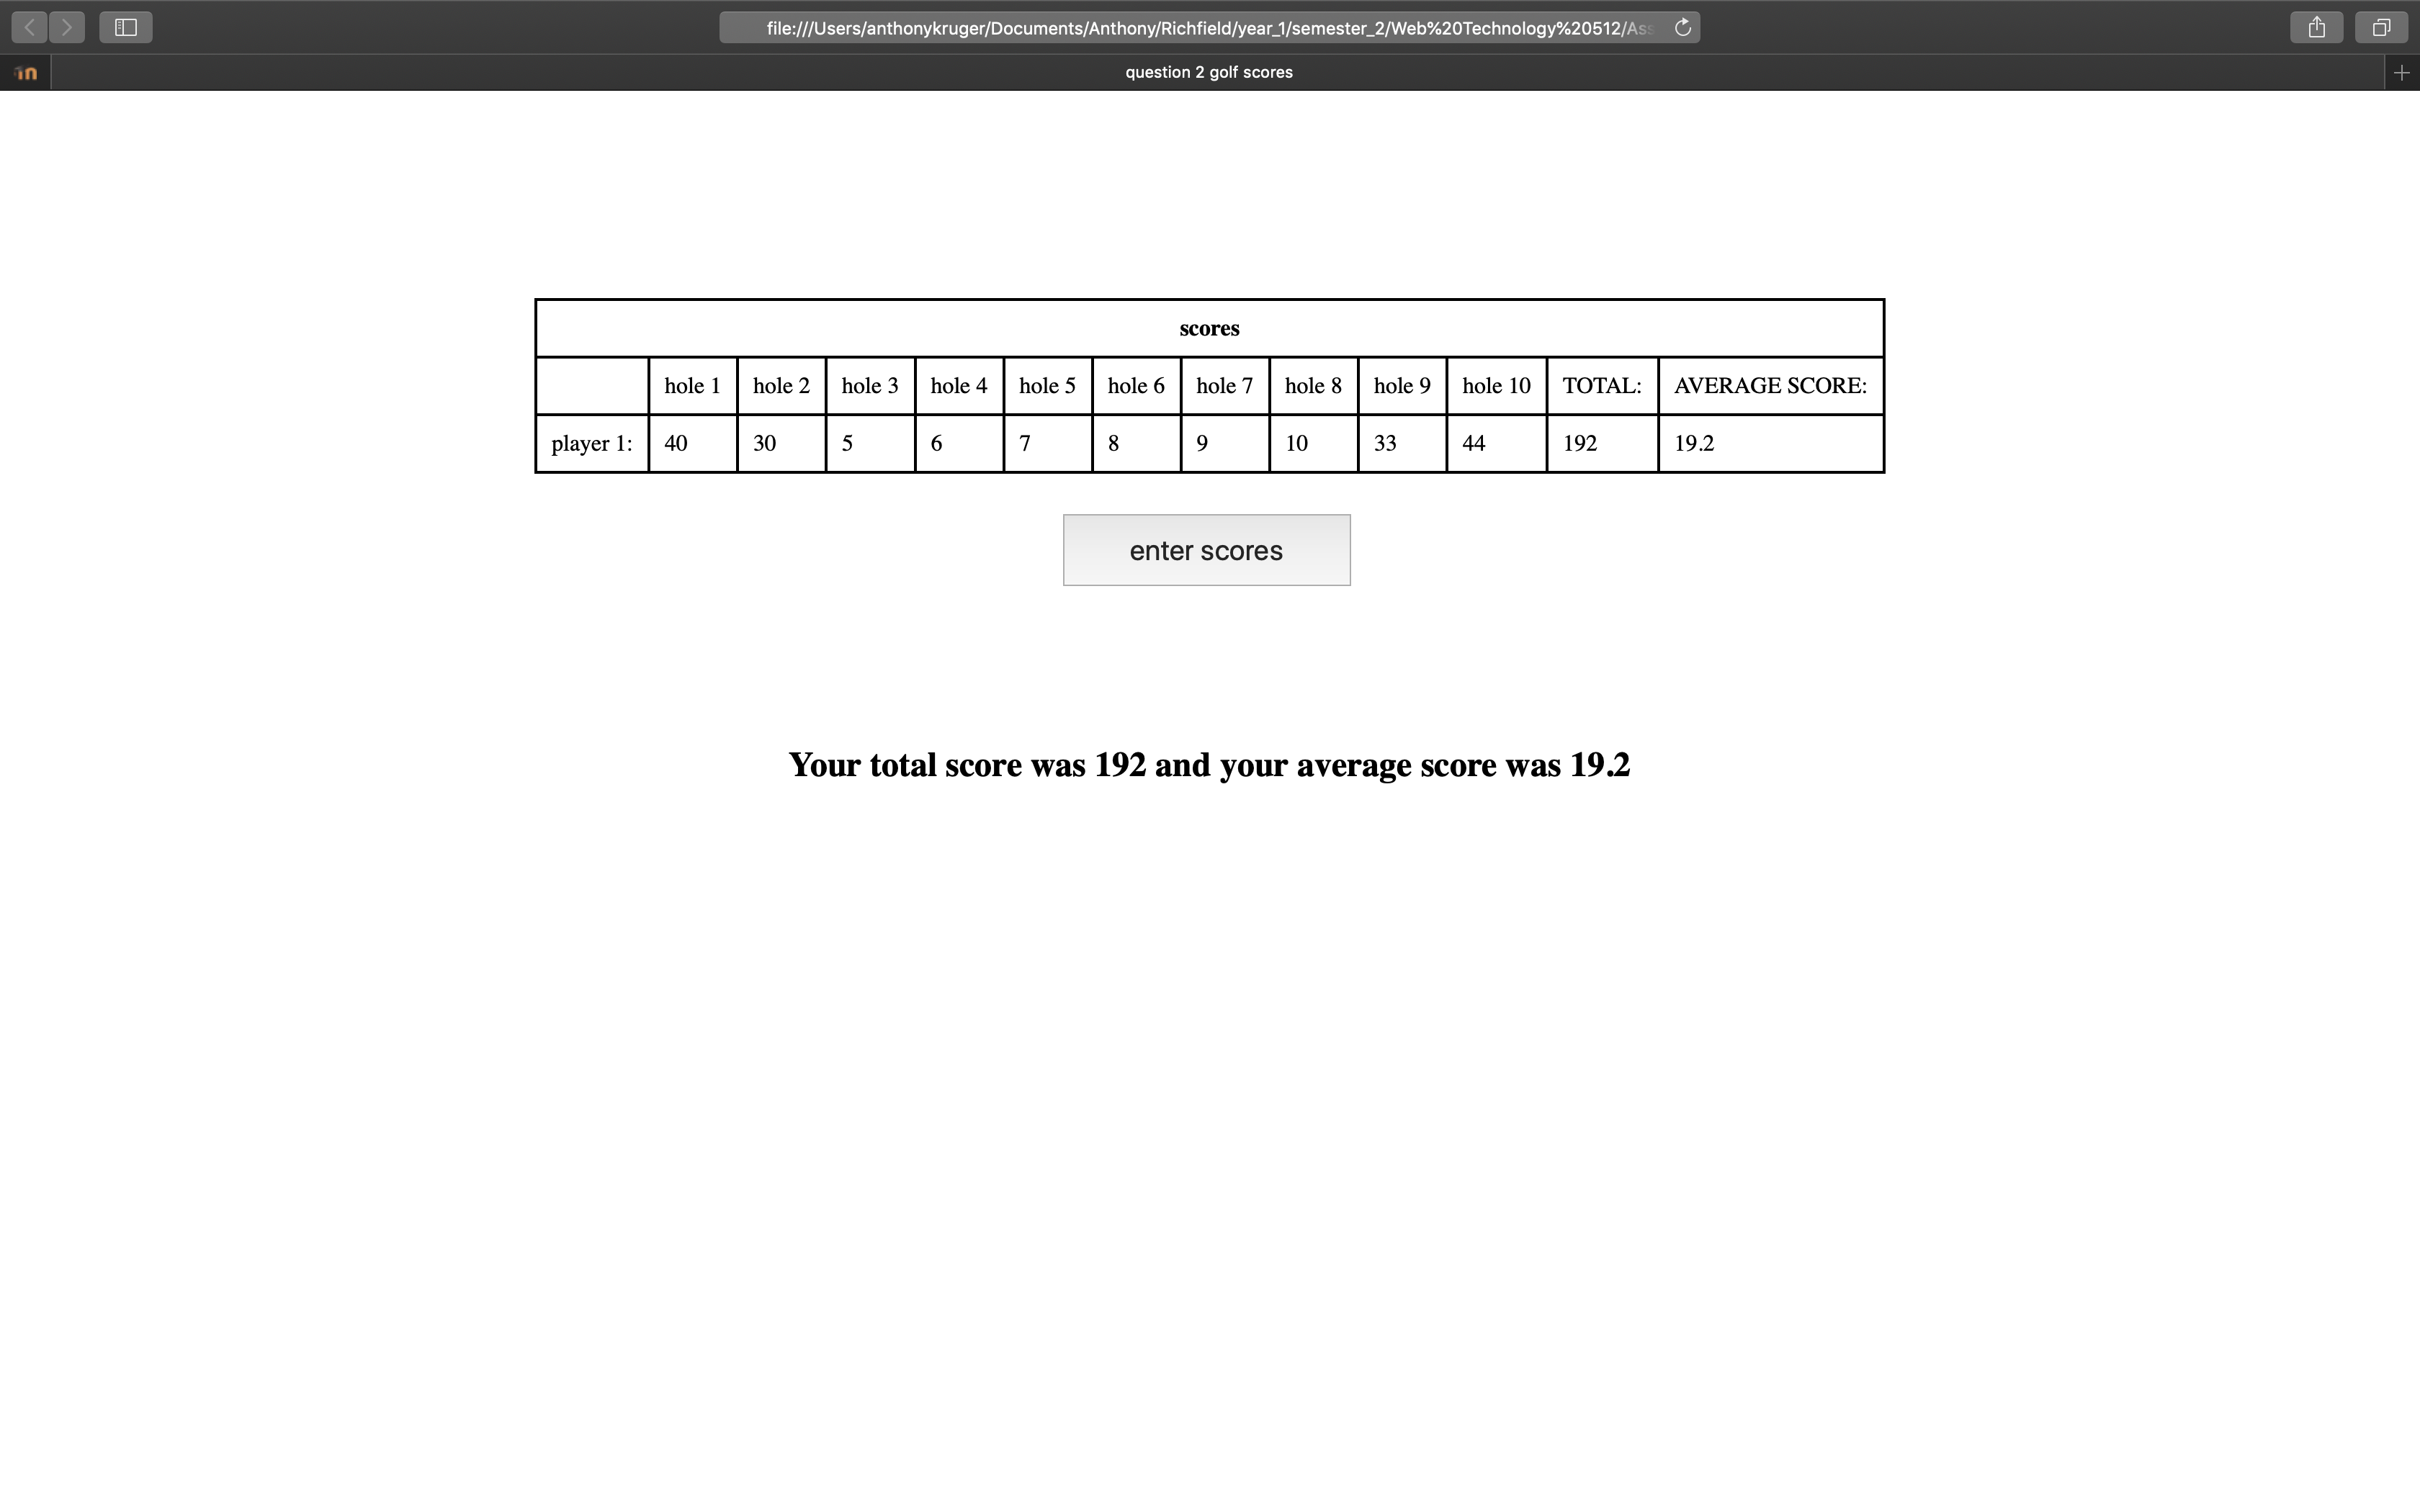 file:///Users/anthonykruger/Documents/Anthony/Richfield/year_1/semester_2/Web%20Technology%20512/Ass
question 2 golf scores
scores
hole 1 hole 2 hole 3 hole 4 hole 5 hole 6 hole 7 hole 8 hole 9 hole 10 TOTAL: AVERAGE SCORE:
player 1: 40 30 5 6 7 8 9 10 33 44 192 19.2
enter scores
Your total score was 192 and your average score was 19.2